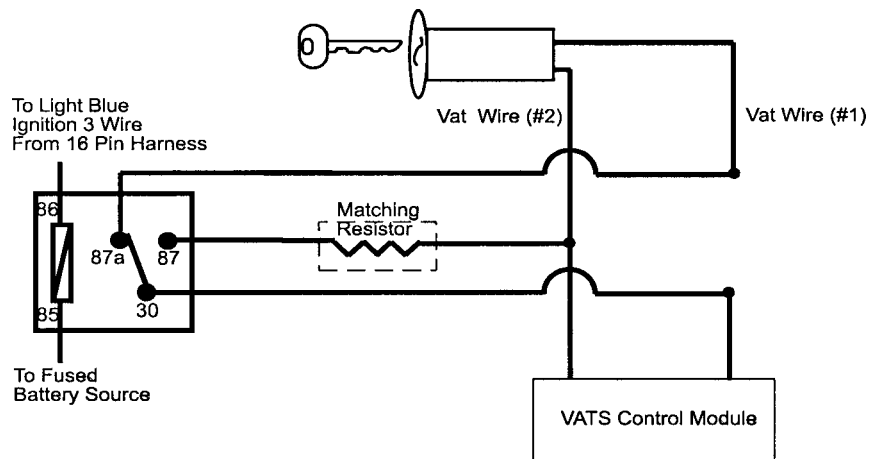 Vat Wire (#2)
Vat Wire (#1)
To Light Blue
Ignition 3 Wire
From 16 Pin Harness
86
87a
87
85
30
Matching
Resistor
To Fused
Battery Source
VATS Control Module